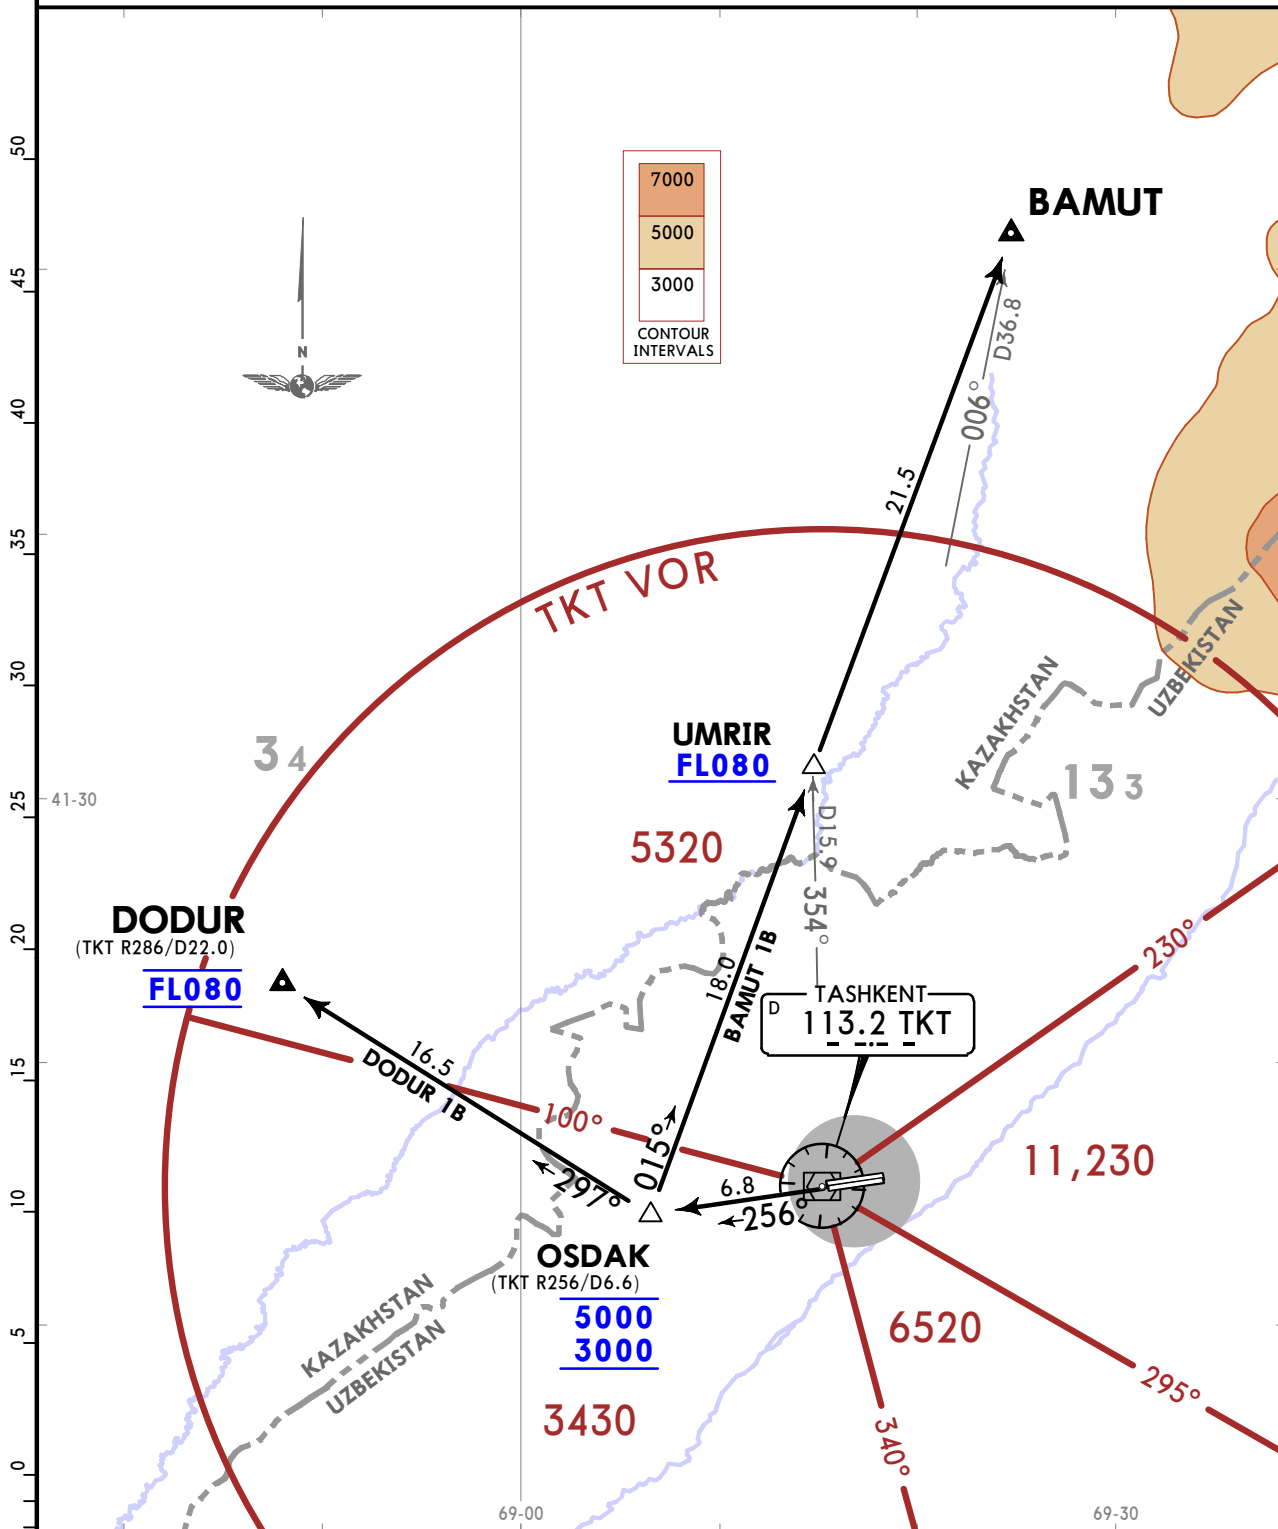 50
45
40
35
30
25
20
15
10
5
0
7000
5000
3000
CONTOUR
INTERVALS
N
BAMUT
D36.8
006°
21.5
TKT VOR
34
UMRIR
FL080
KAZAKHSTAN
UZBEKISTAN
133
41-30
5320
D15.9
354°
DODUR
(TKT R286/D22.0)
FL080
230°
18.0
BAMUT 1B
TASHKENT
D
113.2 TKT
16.5
DODUR 1B
100°
015°
297°
6.8
256°
11,230
OSDAK
(TKT R256/D6.6)
5000
3000
KAZAKHSTAN
UZBEKISTAN
6520
295°
3430
340°
69-00
69-30